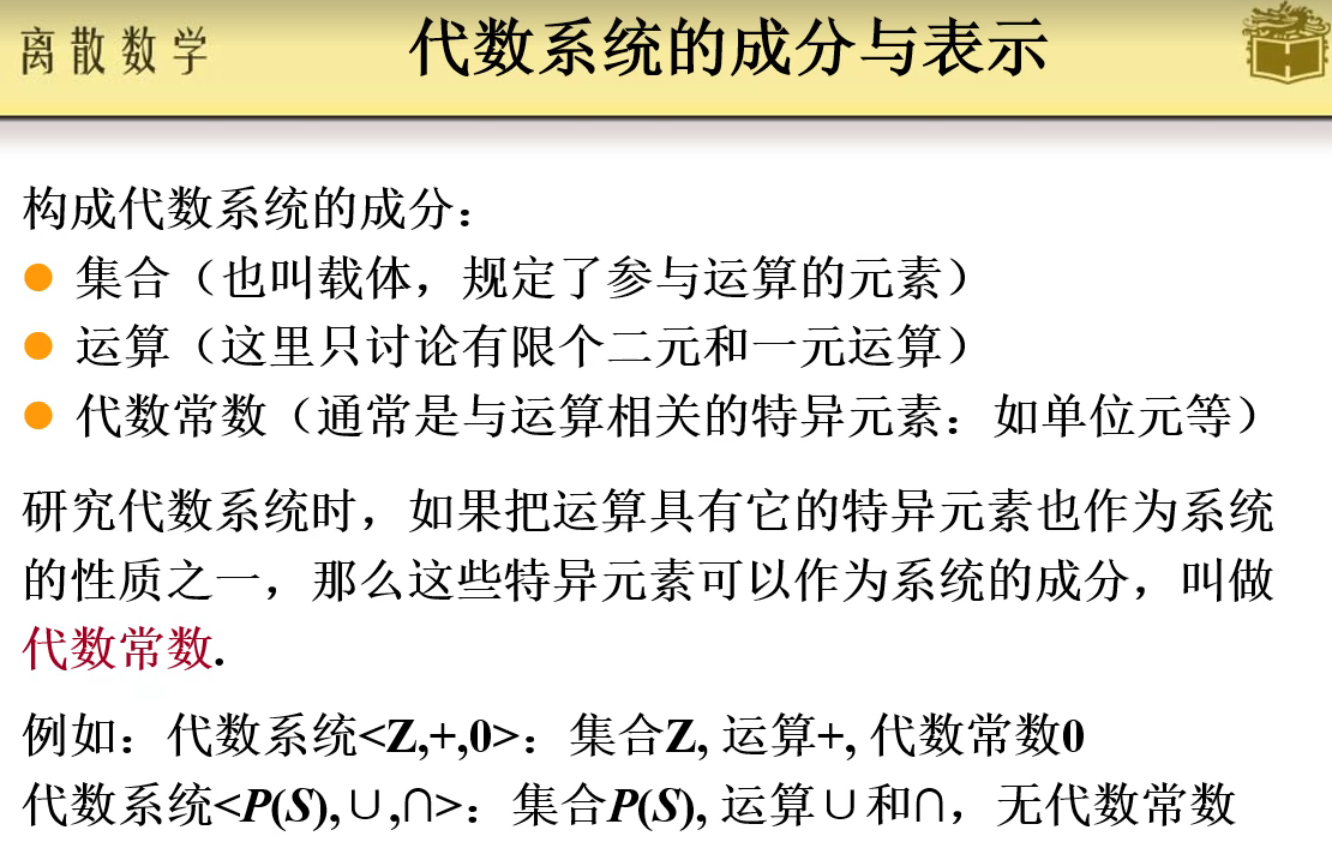 离散数学
代数系统的成分与表示
构成代数系统的成分：
● 集合（也叫载体，规定了参与运算的元素）
● 运算（这里只讨论有限个二元和一元运算）
● 代数常数（通常是与运算相关的特异元素：如单位元等）
研究代数系统时，如果把运算具有它的特异元素也作为系统
的性质之一，那么这些特异元素可以作为系统的成分，叫做
代数常数.
例如：代数系统<Z,+,0>：集合Z, 运算+, 代数常数0
代数系统<P(S),∪,∩>：集合P(S), 运算∪和∩，无代数常数